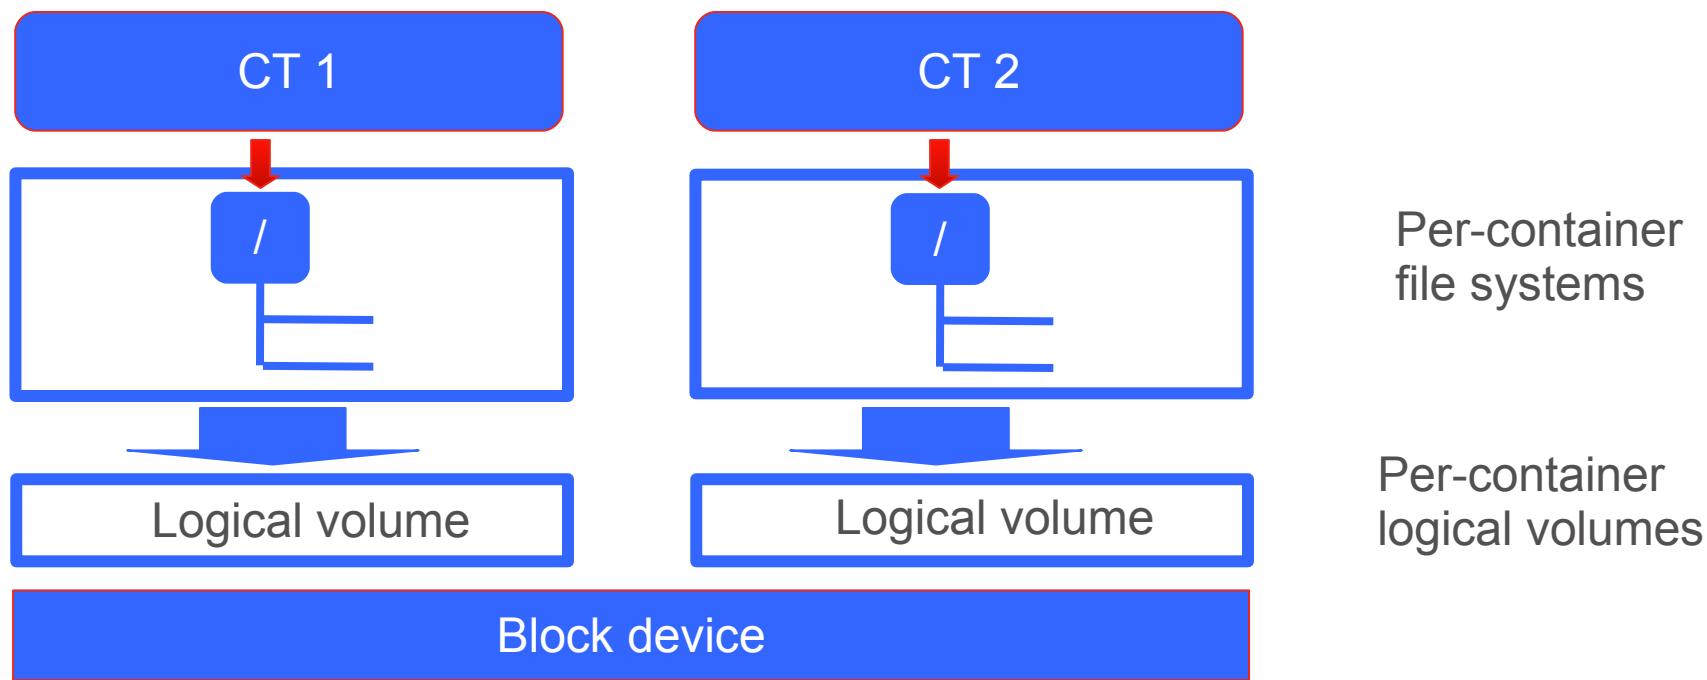 CT 1
CT 2
/
/
Per-container
file systems
Logical volume
Logical volume
Per-container
logical volumes
Block device